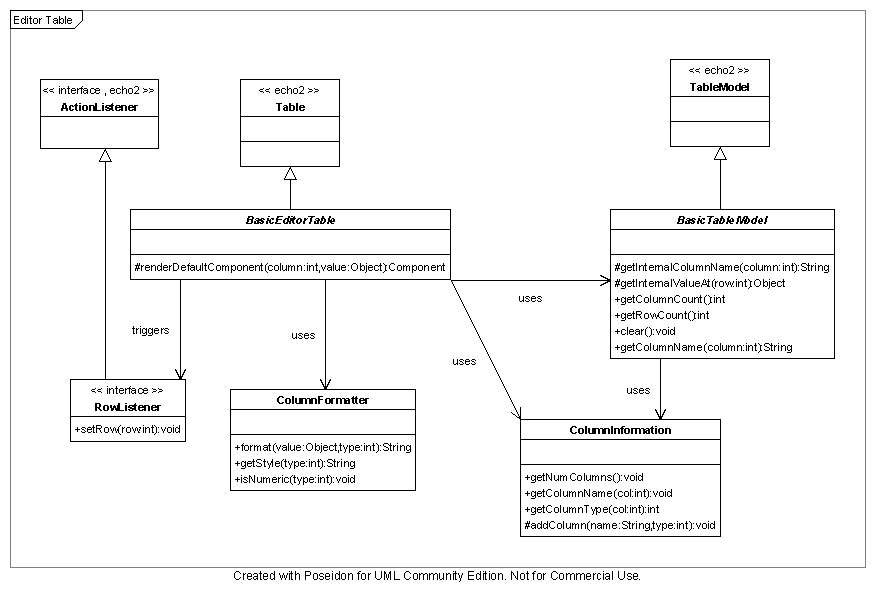 Editor Table
<< interface , echo2 >>
ActionListener
<< echo2 >>
Table
<< echo2 >>
TableModel
BasicEditorTable
#renderDefaultComponent(column:int,value:Object):Component
BasicTableModel
#getInternalColumnName(column:int):String
#getInternalValueAt(row:int):Object
+getColumnCount():int
+getRowCount():int
+clear():void
+getColumnName(column:int):String
uses
triggers
uses
uses
uses
<< interface >>
RowListener
+setRow(row:int):void
ColumnFormatter
+format(value:Object,type:int):String
+getStyle(type:int):String
+isNumeric(type:int):void
ColumnInformation
+getNumColumns():void
+getColumnName(col:int):void
+getColumnType(col:int):int
#addColumn(name:String,type:int):void
Created with Poseidon for UML Community Edition. Not for Commercial Use.